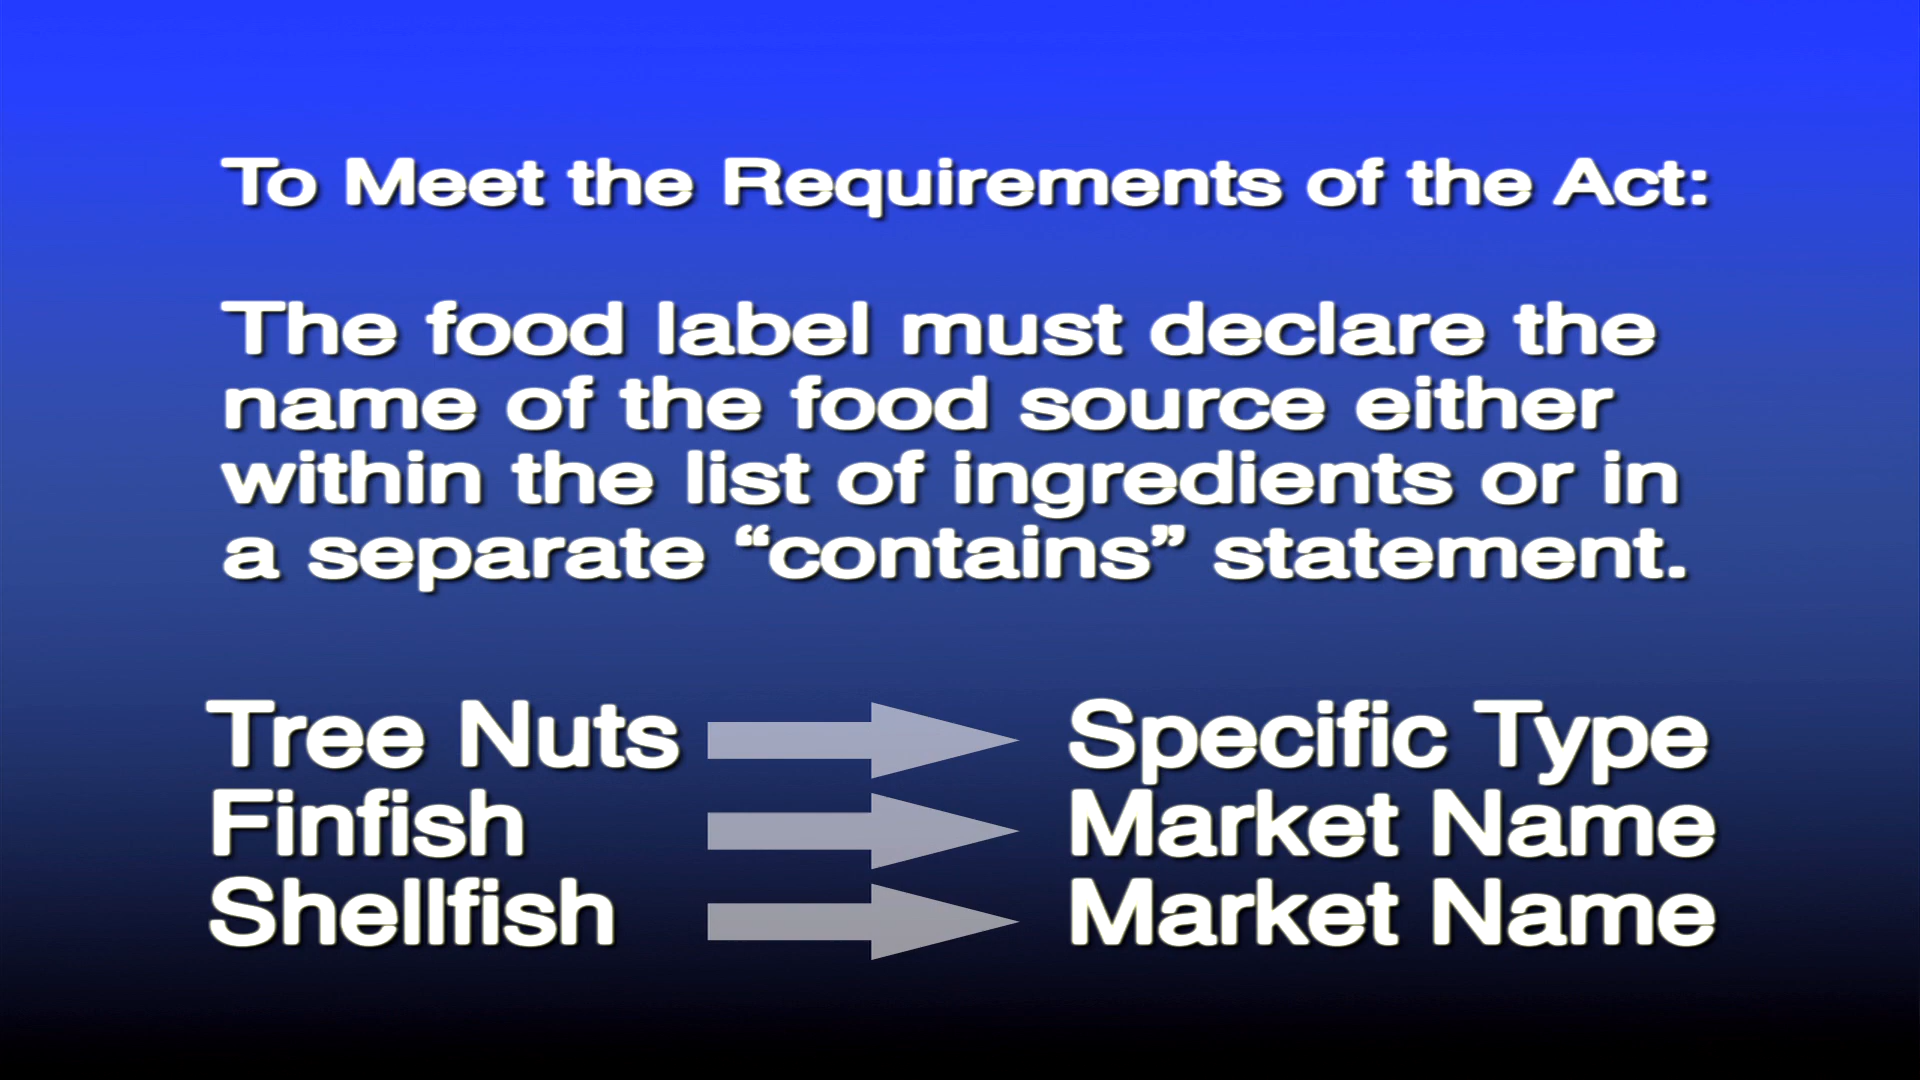 To Meet the Requirements of the Act:
The food label must declare the
name of the food source either
within the list of ingredients or in
a separate “contains” statement.
Tree Nuts Specific Type
Finfish Market Name
Shellfish Market Name